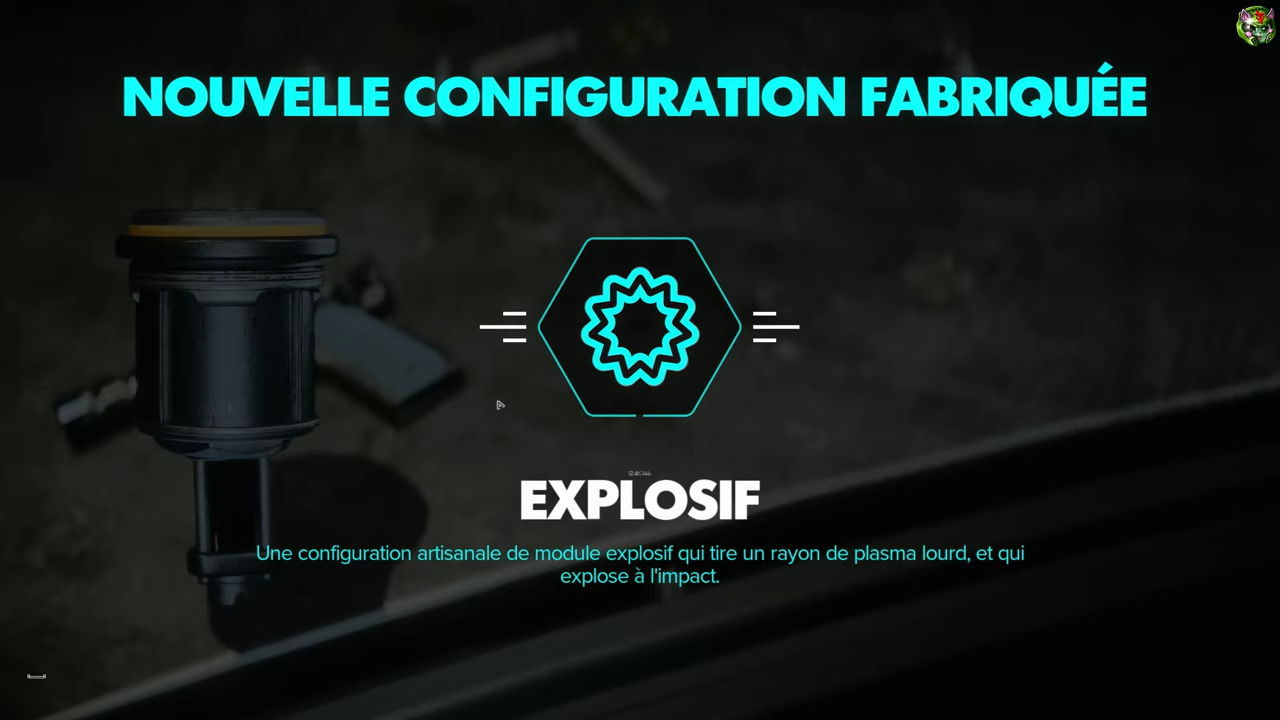 NOUVELLE CONFIGURATION FABRIQUÉE
EXPLOSIF
Une configuration artisanale de module explosif qui tire un rayon de plasma lourd, et qui
explose à l'impact.